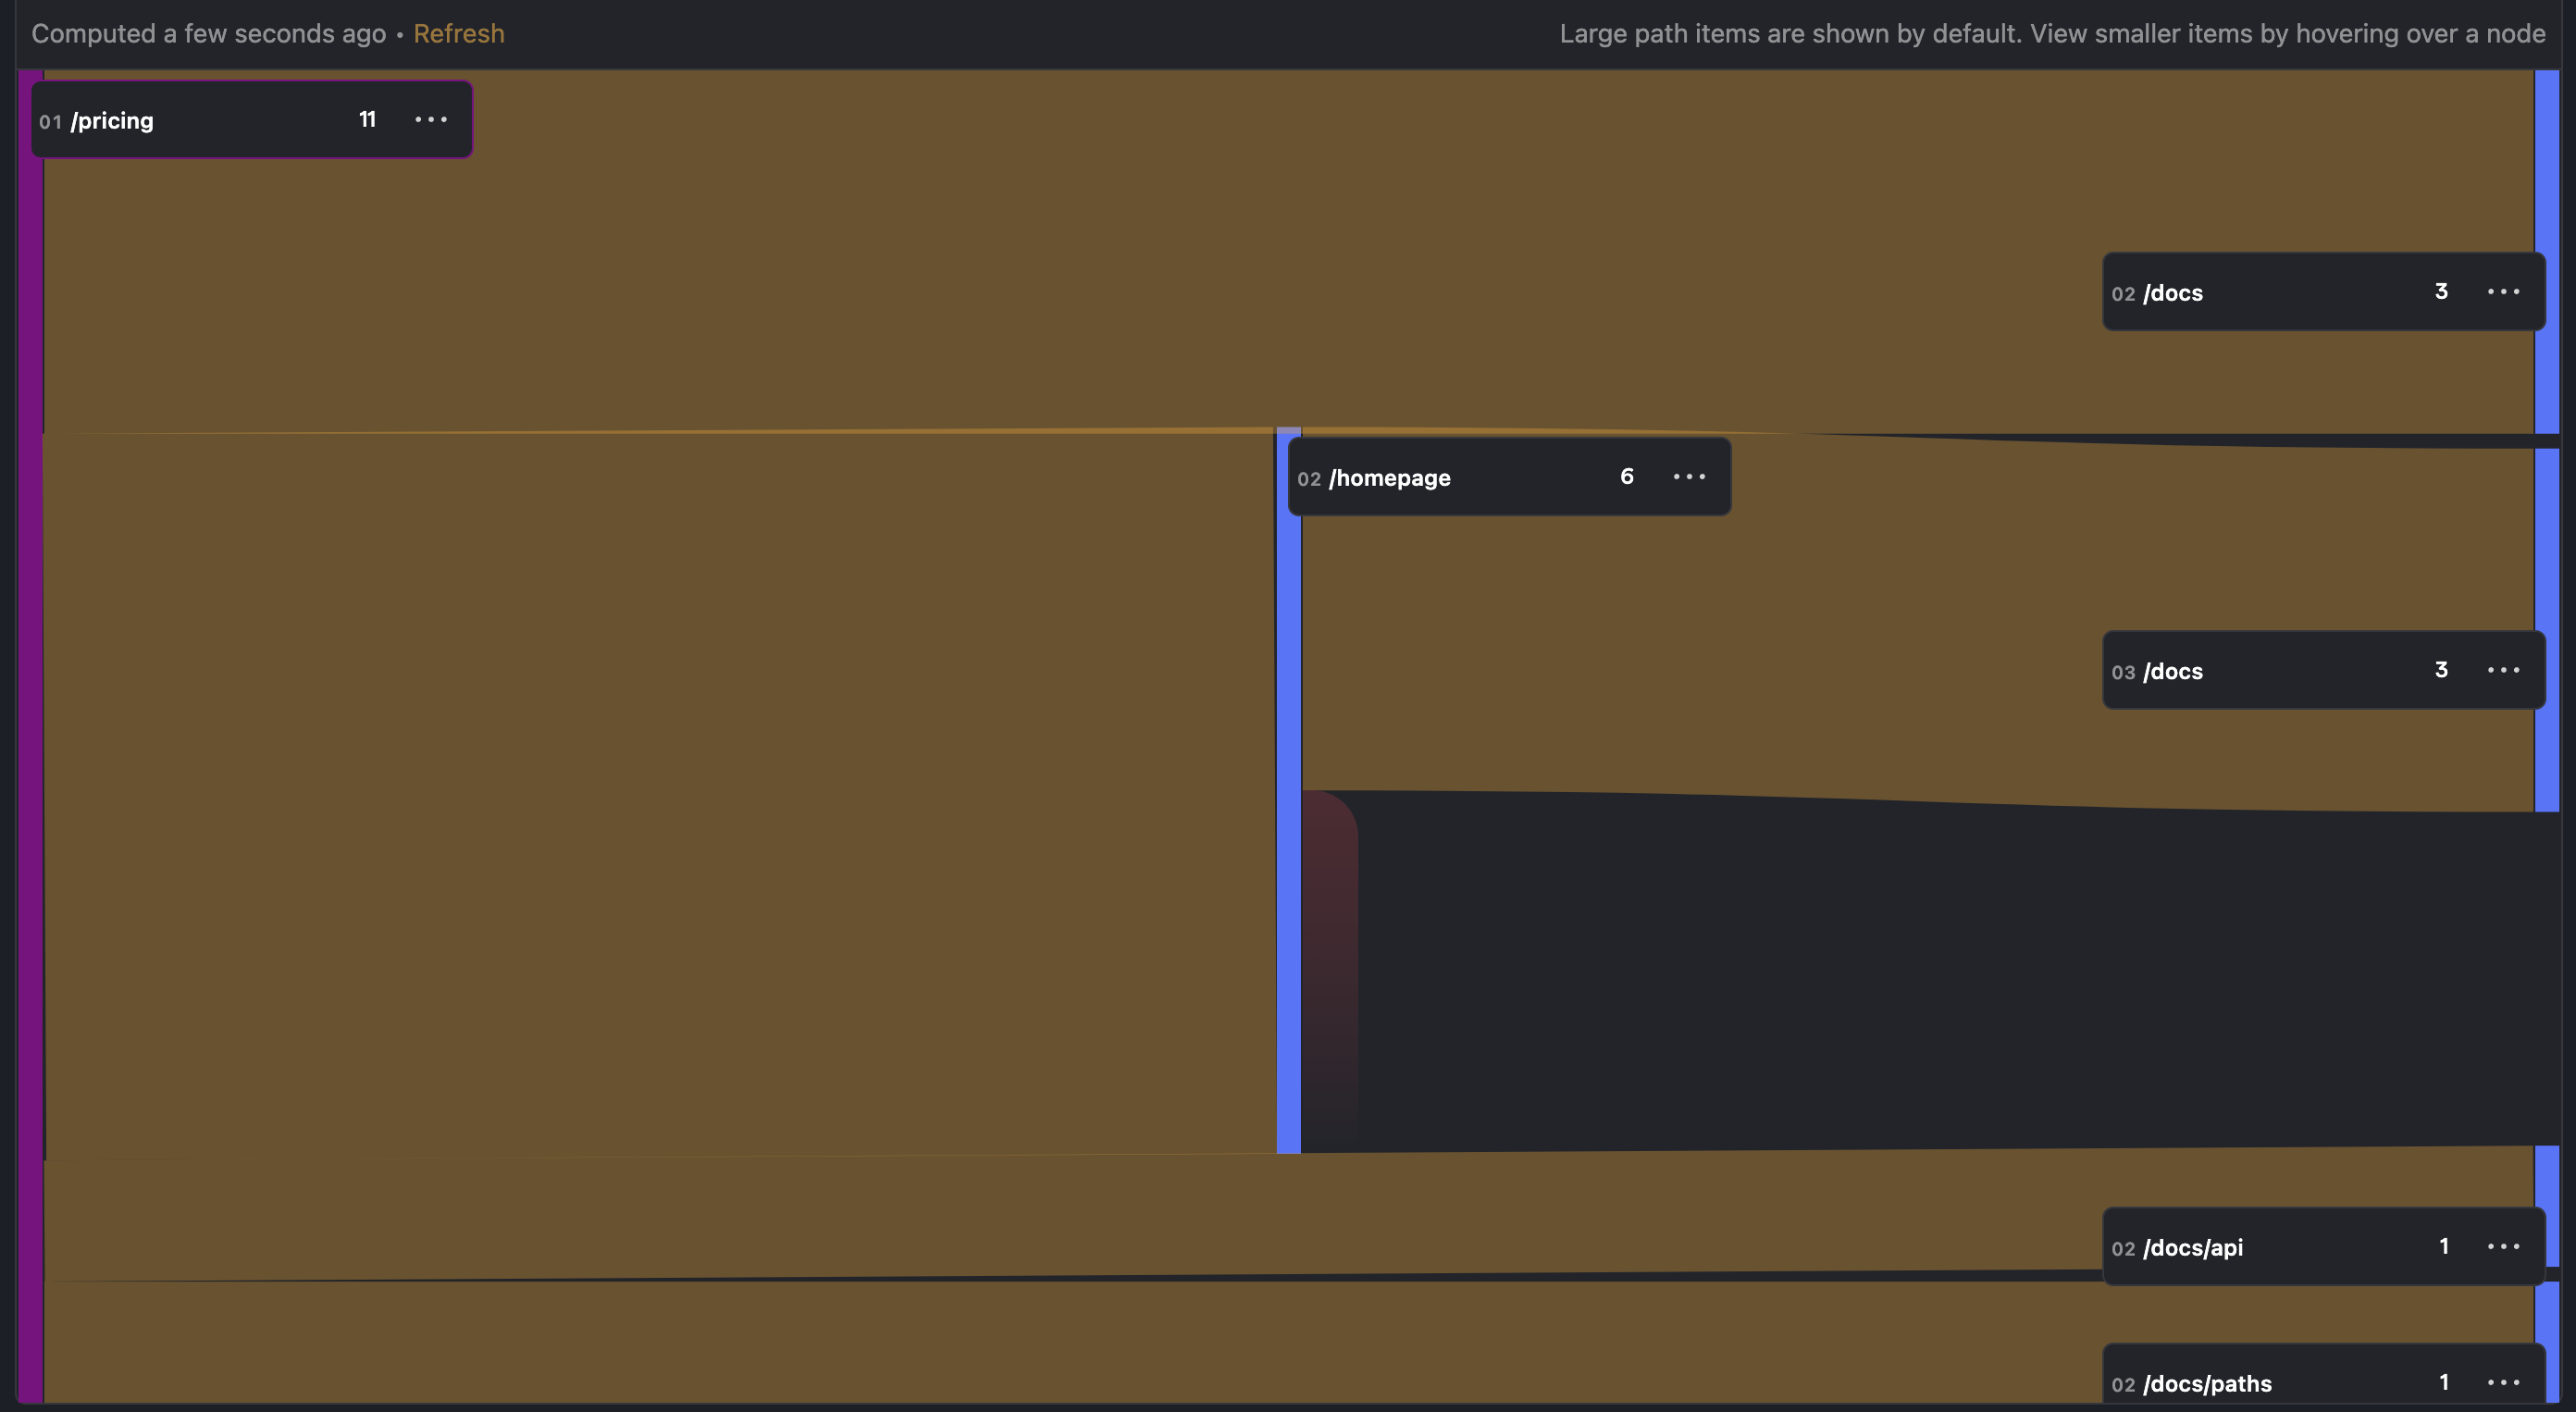 Computed a few seconds ago • Refresh
Large path items are shown by default. View smaller items by hovering over a node
01 /pricing 11 •••
02 /docs 3 •••
02 /homepage 6 •••
03 /docs 3 •••
02 /docs/api 1 •••
02 /docs/paths 1 •••